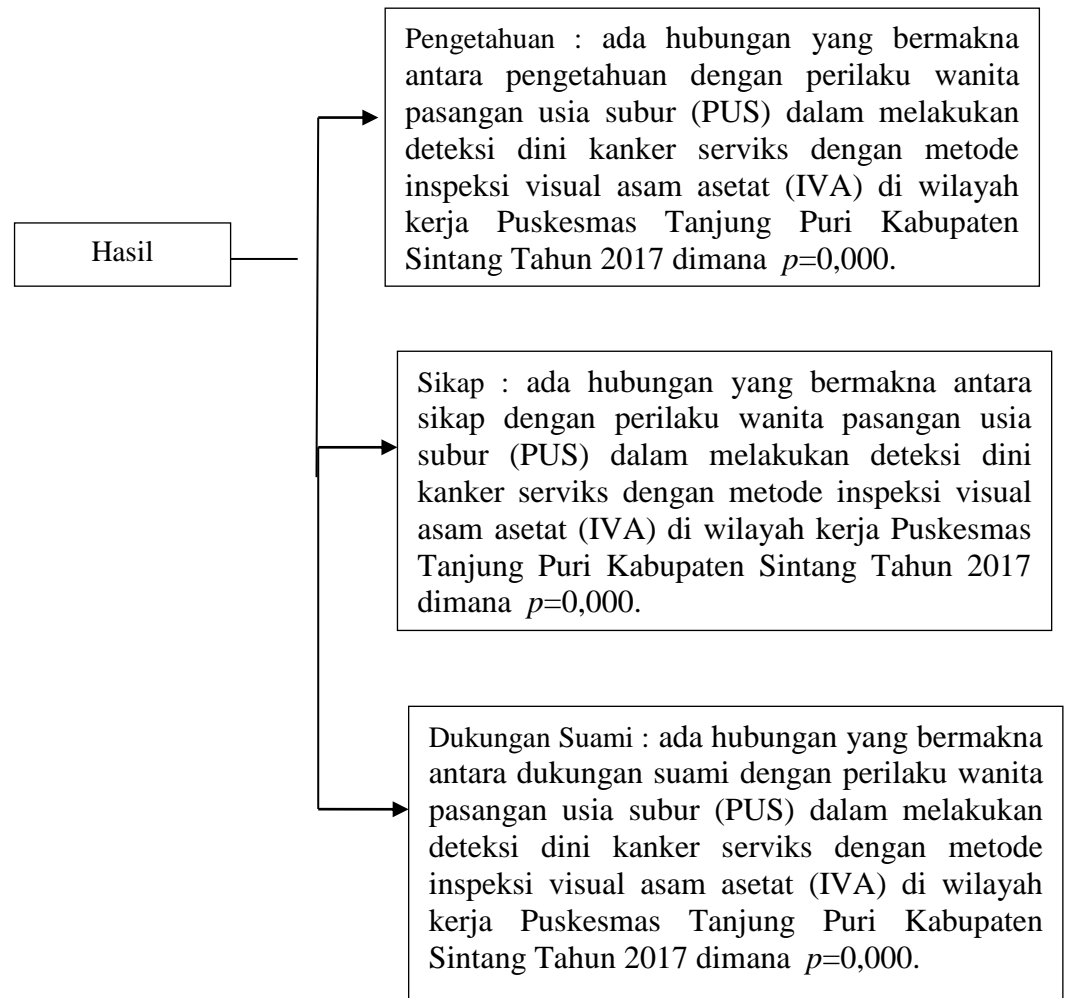 Hasil
Pengetahuan : ada hubungan yang bermakna
antara pengetahuan dengan perilaku wanita
pasangan usia subur (PUS) dalam melakukan
deteksi dini kanker serviks dengan metode
inspeksi visual asam asetat (IVA) di wilayah
kerja Puskesmas Tanjung Puri Kabupaten
Sintang Tahun 2017 dimana p=0,000.
Sikap : ada hubungan yang bermakna antara
sikap dengan perilaku wanita pasangan usia
subur (PUS) dalam melakukan deteksi dini
kanker serviks dengan metode inspeksi visual
asam asetat (IVA) di wilayah kerja Puskesmas
Tanjung Puri Kabupaten Sintang Tahun 2017
dimana p=0,000.
Dukungan Suami : ada hubungan yang bermakna
antara dukungan suami dengan perilaku wanita
pasangan usia subur (PUS) dalam melakukan
deteksi dini kanker serviks dengan metode
inspeksi visual asam asetat (IVA) di wilayah
kerja Puskesmas Tanjung Puri Kabupaten
Sintang Tahun 2017 dimana p=0,000.